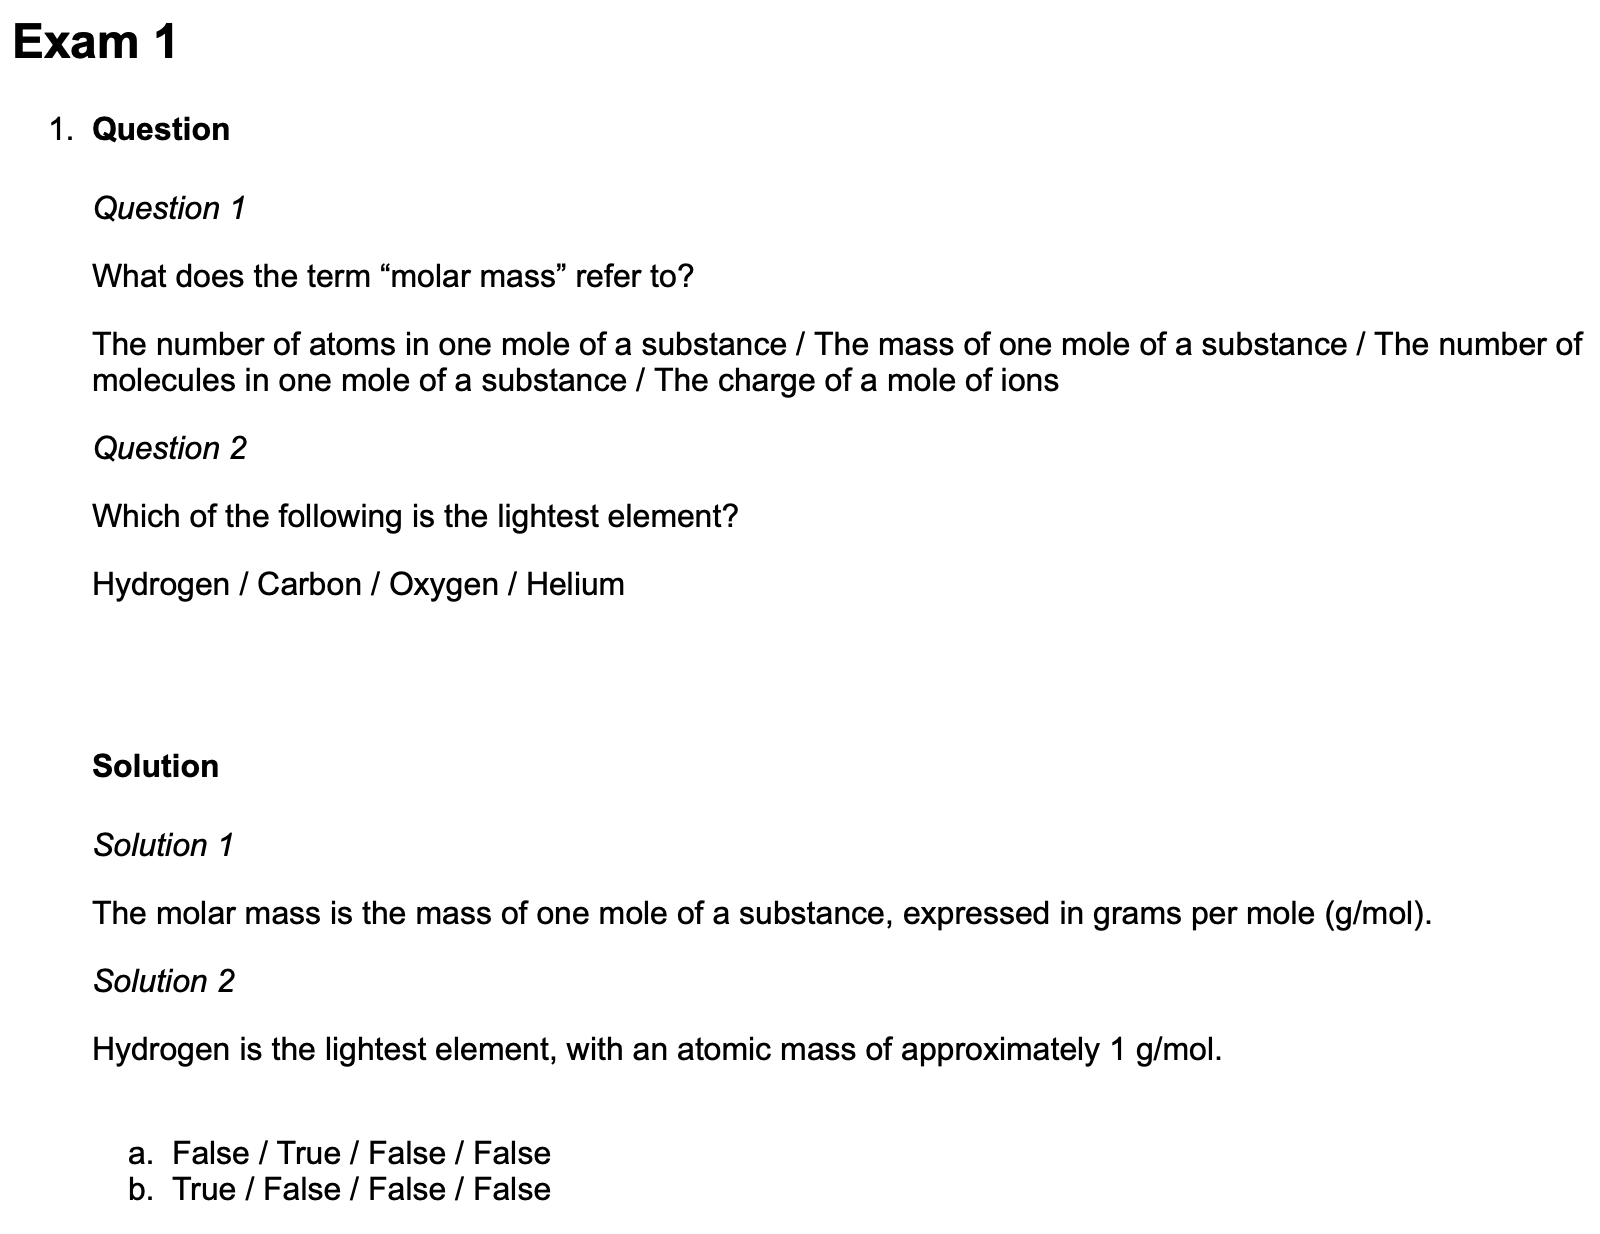 Exam 1
1. Question
Question 1
What does the term “molar mass” refer to?
The number of atoms in one mole of a substance / The mass of one mole of a substance / The number of
molecules in one mole of a substance / The charge of a mole of ions
Question 2
Which of the following is the lightest element?
Hydrogen / Carbon / Oxygen / Helium
Solution
Solution 1
The molar mass is the mass of one mole of a substance, expressed in grams per mole (g/mol).
Solution 2
Hydrogen is the lightest element, with an atomic mass of approximately 1 g/mol.
a. False / True / False / False
b. True / False / False / False